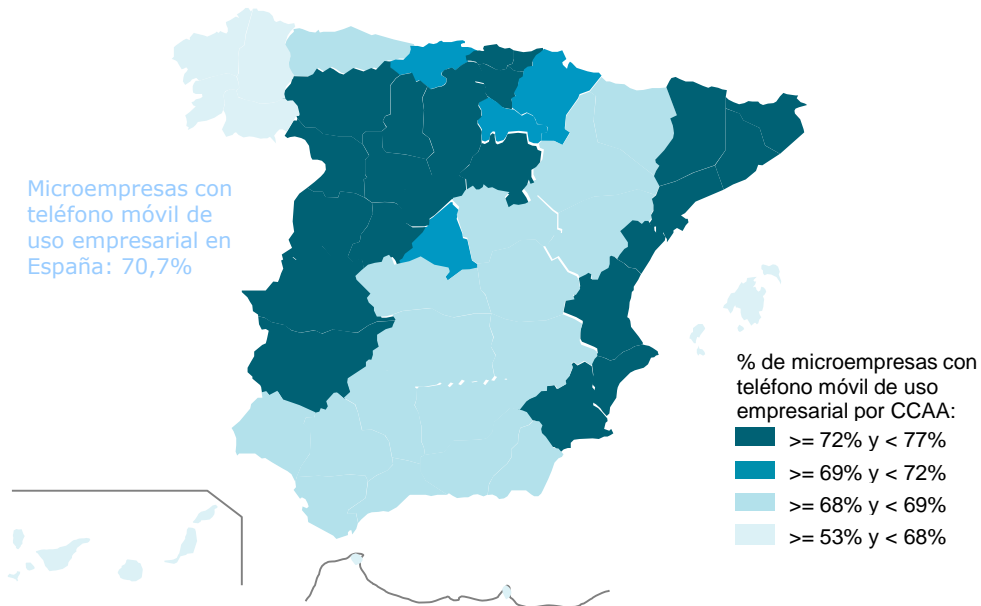 Microempresas con
teléfono móvil de
uso empresarial en
España: 70,7%
% de microempresas con
teléfono móvil de uso
empresarial por CCAA:
>= 72% y < 77%
>= 69% y < 72%
>= 68% y < 69%
>= 53% y < 68%